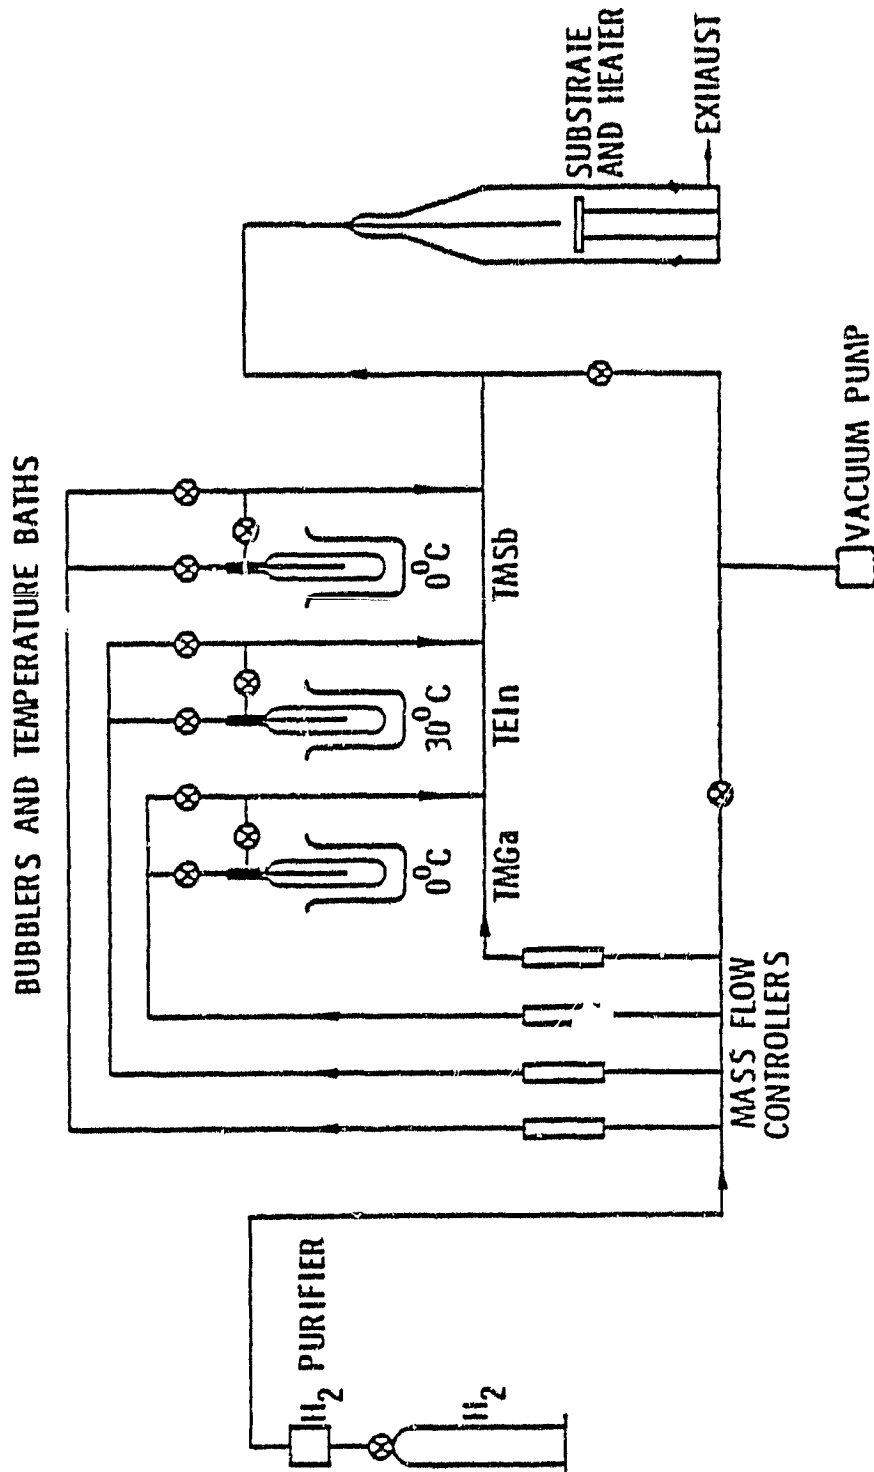 BUBBLERS AND TEMPERATURE BATHS
H2 PURIFIER
H2
0°C
30°C
0°C
TMGa
TEIn
TMSb
MASS FLOW
CONTROLLERS
SUBSTRATE
AND HEATER
EXHAUST
VACUUM PUMP